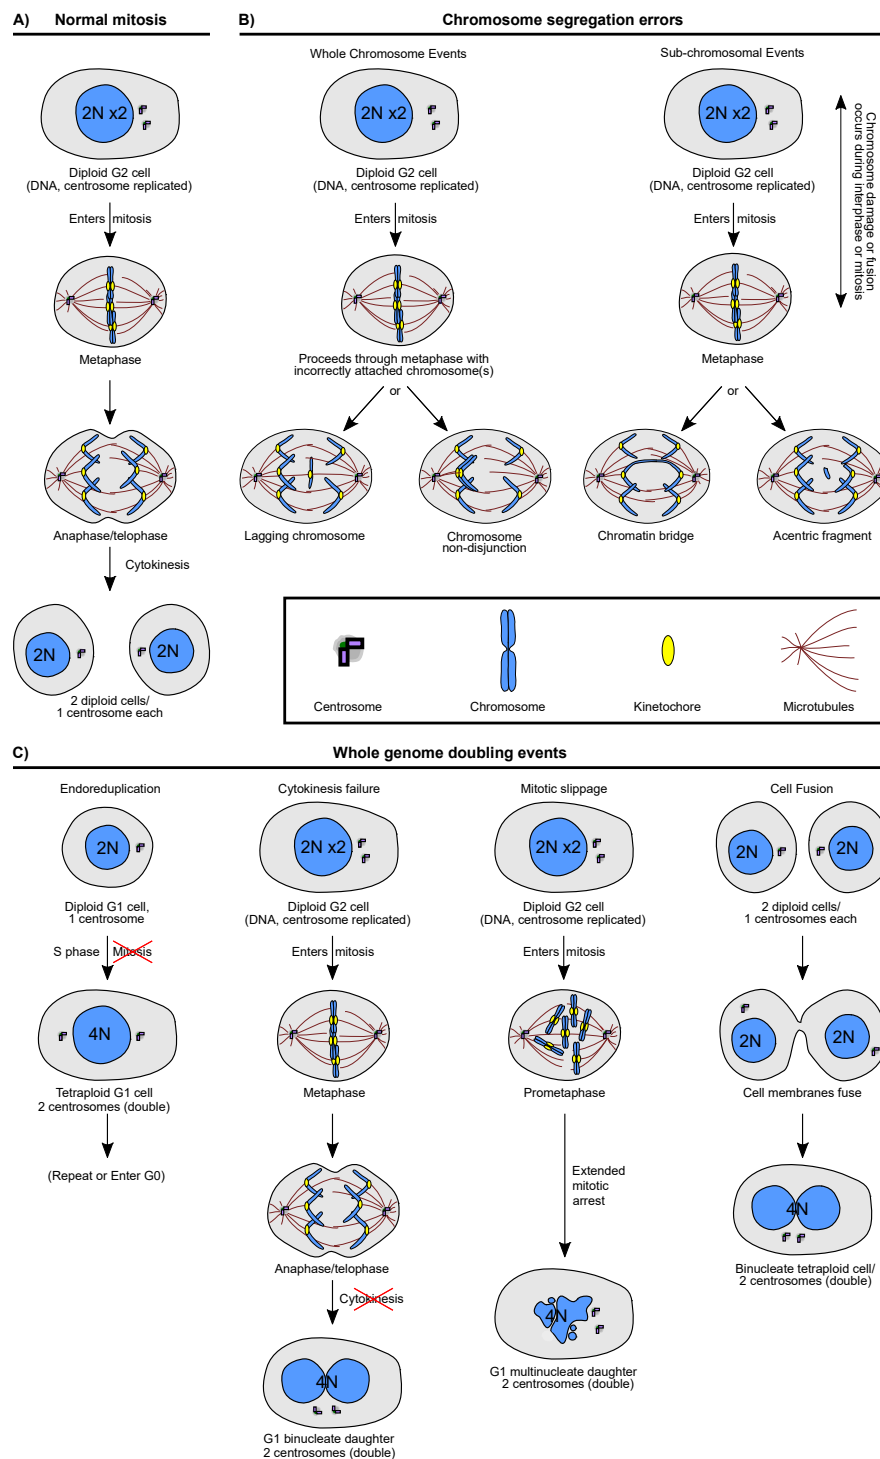 A) Normal mitosis
B) Chromosome segregation errors
2N x2
Diploid G2 cell
(DNA, centrosome replicated)
Enters mitosis
Metaphase
Anaphase/telophase
Cytokinesis
2N
2N
2 diploid cells/
1 centrosome each
Whole Chromosome Events
2N x2
Diploid G2 cell
(DNA, centrosome replicated)
Enters mitosis
Proceeds through metaphase with
incorrectly attached chromosome(s)
or
Lagging chromosome
Chromosome
non-disjunction
Sub-chromosomal Events
2N x2
Diploid G2 cell
(DNA, centrosome replicated)
Enters mitosis
Metaphase
or
Chromatin bridge
Acentric fragment
Chromosome damage or fusion
occurs during interphase or mitosis
Centrosome
Chromosome
Kinetochore
Microtubules
C) Whole genome doubling events
Endoreduplication
2N
Diploid G1 cell,
1 centrosome
S phase Mitosis
4N
Tetraploid G1 cell
2 centrosomes (double)
(Repeat or Enter G0)
Cytokinesis failure
2N x2
Diploid G2 cell
(DNA, centrosome replicated)
Enters mitosis
Metaphase
Anaphase/telophase
Cytokinesis
4N
G1 binucleate daughter
2 centrosomes (double)
Mitotic slippage
2N x2
Diploid G2 cell
(DNA, centrosome replicated)
Enters mitosis
Prometaphase
Extended
mitotic
arrest
4N
G1 multinucleate daughter
2 centrosomes (double)
Cell Fusion
2N
2N
2 diploid cells/
1 centrosomes each
2N
2N
Cell membranes fuse
4N
Binucleate tetraploid cell/
2 centrosomes (double)